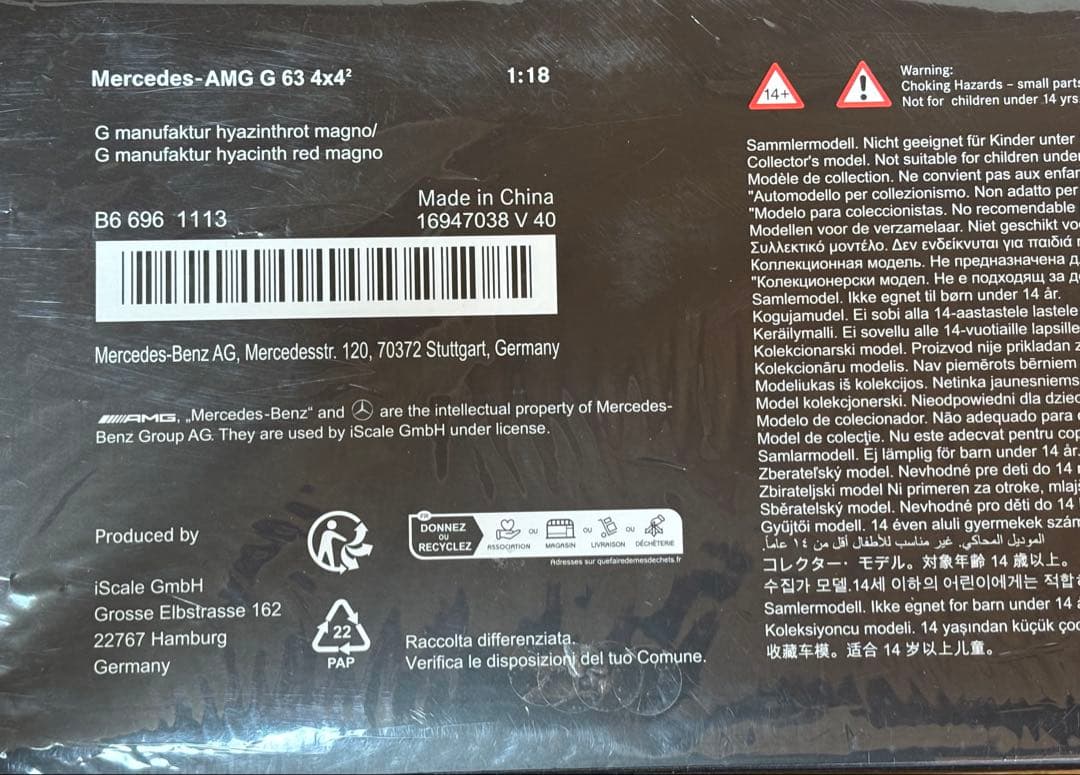 Mercedes-AMG G 63 4x4²
1:18
G manufaktur hyazinthrot magno/
G manufaktur hyacinth red magno
Made in China
B6 696 1113
16947038 V 40
Mercedes-Benz AG, Mercedesstr. 120, 70372 Stuttgart, Germany
AMG, „Mercedes-Benz“ and are the intellectual property of Mercedes-
Benz Group AG. They are used by iScale GmbH under license.
Produced by
iScale GmbH
Grosse Elbstrasse 162
22767 Hamburg
Germany
22
PAP
FR
DONNEZ
OU
RECYCLEZ
ASSOCIATION OU MAGASIN OU LIVRAISON OU DÉCHÈTERIE
Adresses sur quefairedemesdechets.fr
Raccolta differenziata.
Verifica le disposizioni del tuo Comune.
14+
!
Warning:
Choking Hazards – small parts
Not for children under 14 yrs
Sammlermodell. Nicht geeignet für Kinder unter
Collector's model. Not suitable for children under
Modèle de collection. Ne convient pas aux enfan
"Automodello per collezionismo. Non adatto per
"Modelo para coleccionistas. No recomendable
Modellen voor de verzamelaar. Niet geschikt vo
Συλλεκτικό μοντέλο. Δεν ενδείκνυται για παιδιά
Коллекционная модель. Не предназначена д
"Колекционерски модел. Не е подходящ за д
Samlemodel. Ikke egnet til børn under 14 år.
Kogujamudel. Ei sobi alla 14-aastastele lastele
Keräilymalli. Ei sovellu alle 14-vuotiaille lapsille
Kolekcionarski model. Proizvod nije prikladan z
Kolekcionāru modelis. Nav piemērots bērniem
Modeliukas iš kolekcijos. Netinka jaunesniems
Model kolekcjonerski. Nieodpowiedni dla dziec
Modelo de colecionador. Não adequado para
Model de colecţie. Nu este adecvat pentru cop
Samlarmodell. Ej lämplig för barn under 14 år.
Zberateľský model. Nevhodné pre deti do 14
Zbirateljski model Ni primeren za otroke, mlaj
Sběratelský model. Nevhodné pro děti do 14
Gyűjtői modell. 14 éven aluli gyermekek szám
الموديل المحاكي. غير مناسب للأطفال أقل من ١٤ عاماً.
コレクター・モデル。対象年齢 14 歳以上。
수집가 모델.14세 이하의 어린이에게는 적합
Samlermodell. Ikke egnet for barn under 14
Koleksiyoncu modeli. 14 yaşından küçük ço
收藏车模。适合 14 岁以上儿童。